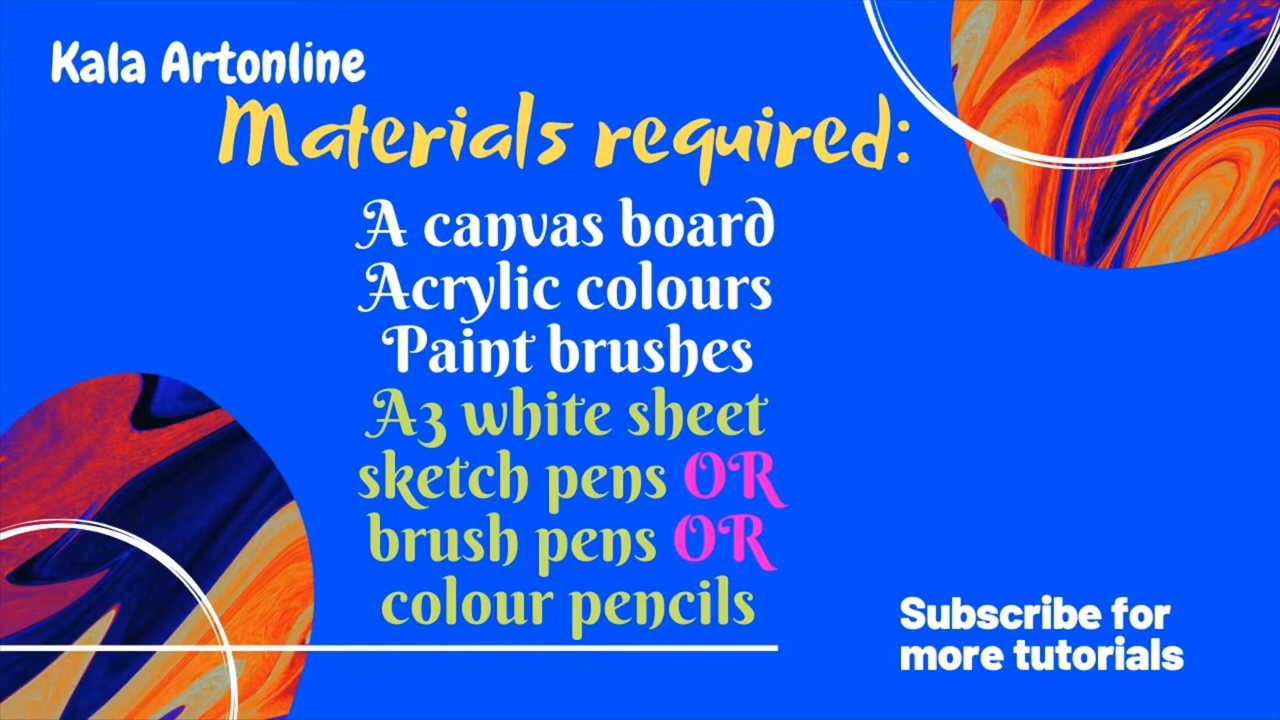 Kala Artonline
Materials required:
A canvas board
Acrylic colours
Paint brushes
A3 white sheet
sketch pens OR
brush pens OR
colour pencils
Subscribe for
more tutorials